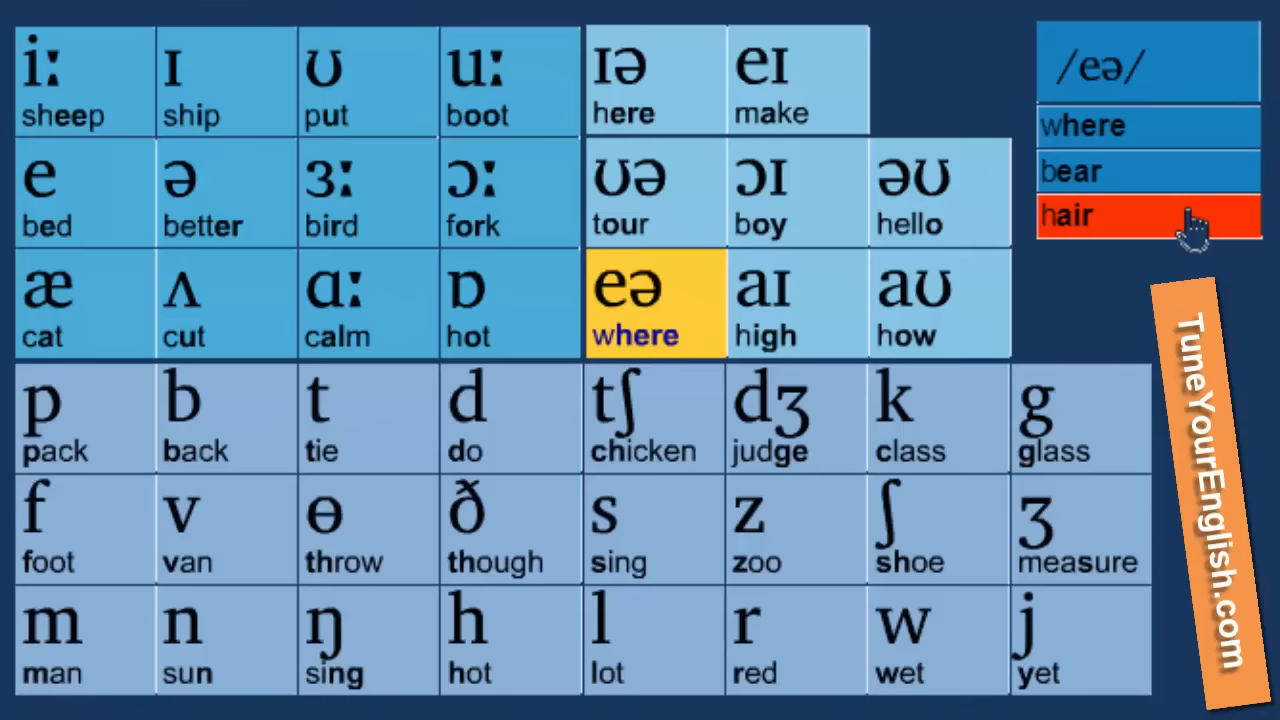 iː ɪ ʊ uː ɪə eɪ
sheep ship put boot here make
e ə ɜː ɔː ʊə ɔɪ əʊ
bed better bird fork tour boy hello
æ ʌ ɑː ɒ eə aɪ aʊ
cat cut calm hot where high how
p b t d tʃ dʒ k g
pack back tie do chicken judge class glass
f v ɵ ð s z ʃ ʒ
foot van throw though sing zoo shoe measure
m n ŋ h l r w j
man sun sing hot lot red wet yet
/eə/
where
bear
hair
TuneYourEnglish.com